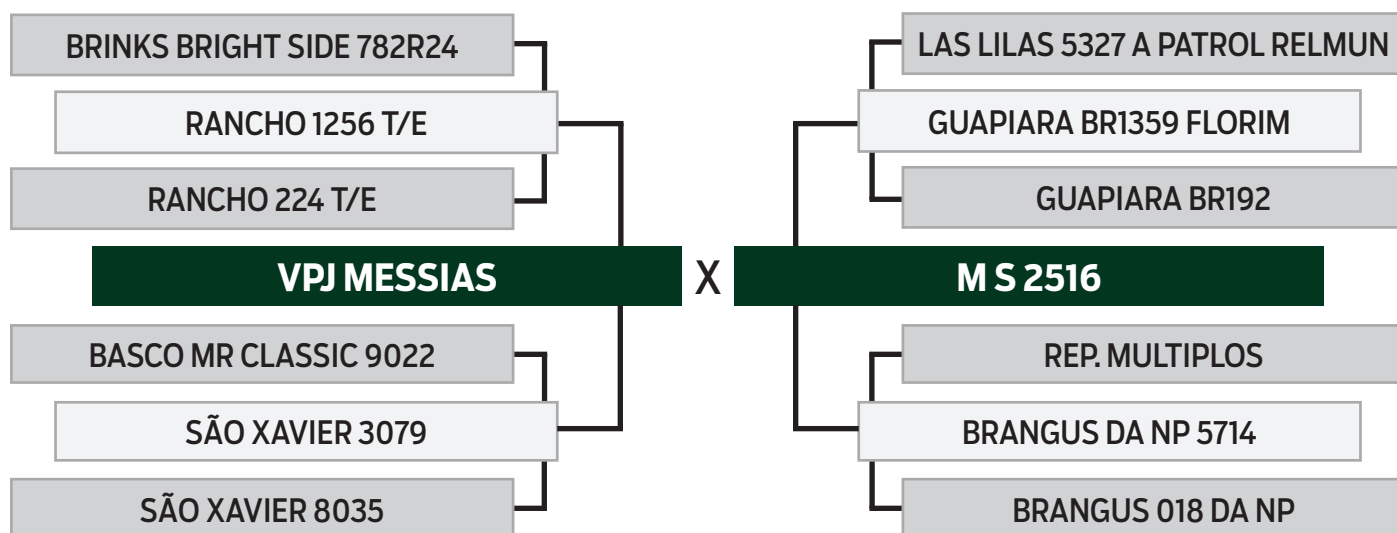 BRINKS BRIGHT SIDE 782R24
RANCHO 1256 T/E
RANCHO 224 T/E
VPJ MESSIAS
BASCO MR CLASSIC 9022
SÃO XAVIER 3079
SÃO XAVIER 8035
X
LAS LILAS 5327 A PATROL RELMUN
GUAPIARA BR1359 FLORIM
GUAPIARA BR192
M S 2516
REP. MULTIPLOS
BRANGUS DA NP 5714
BRANGUS 018 DA NP